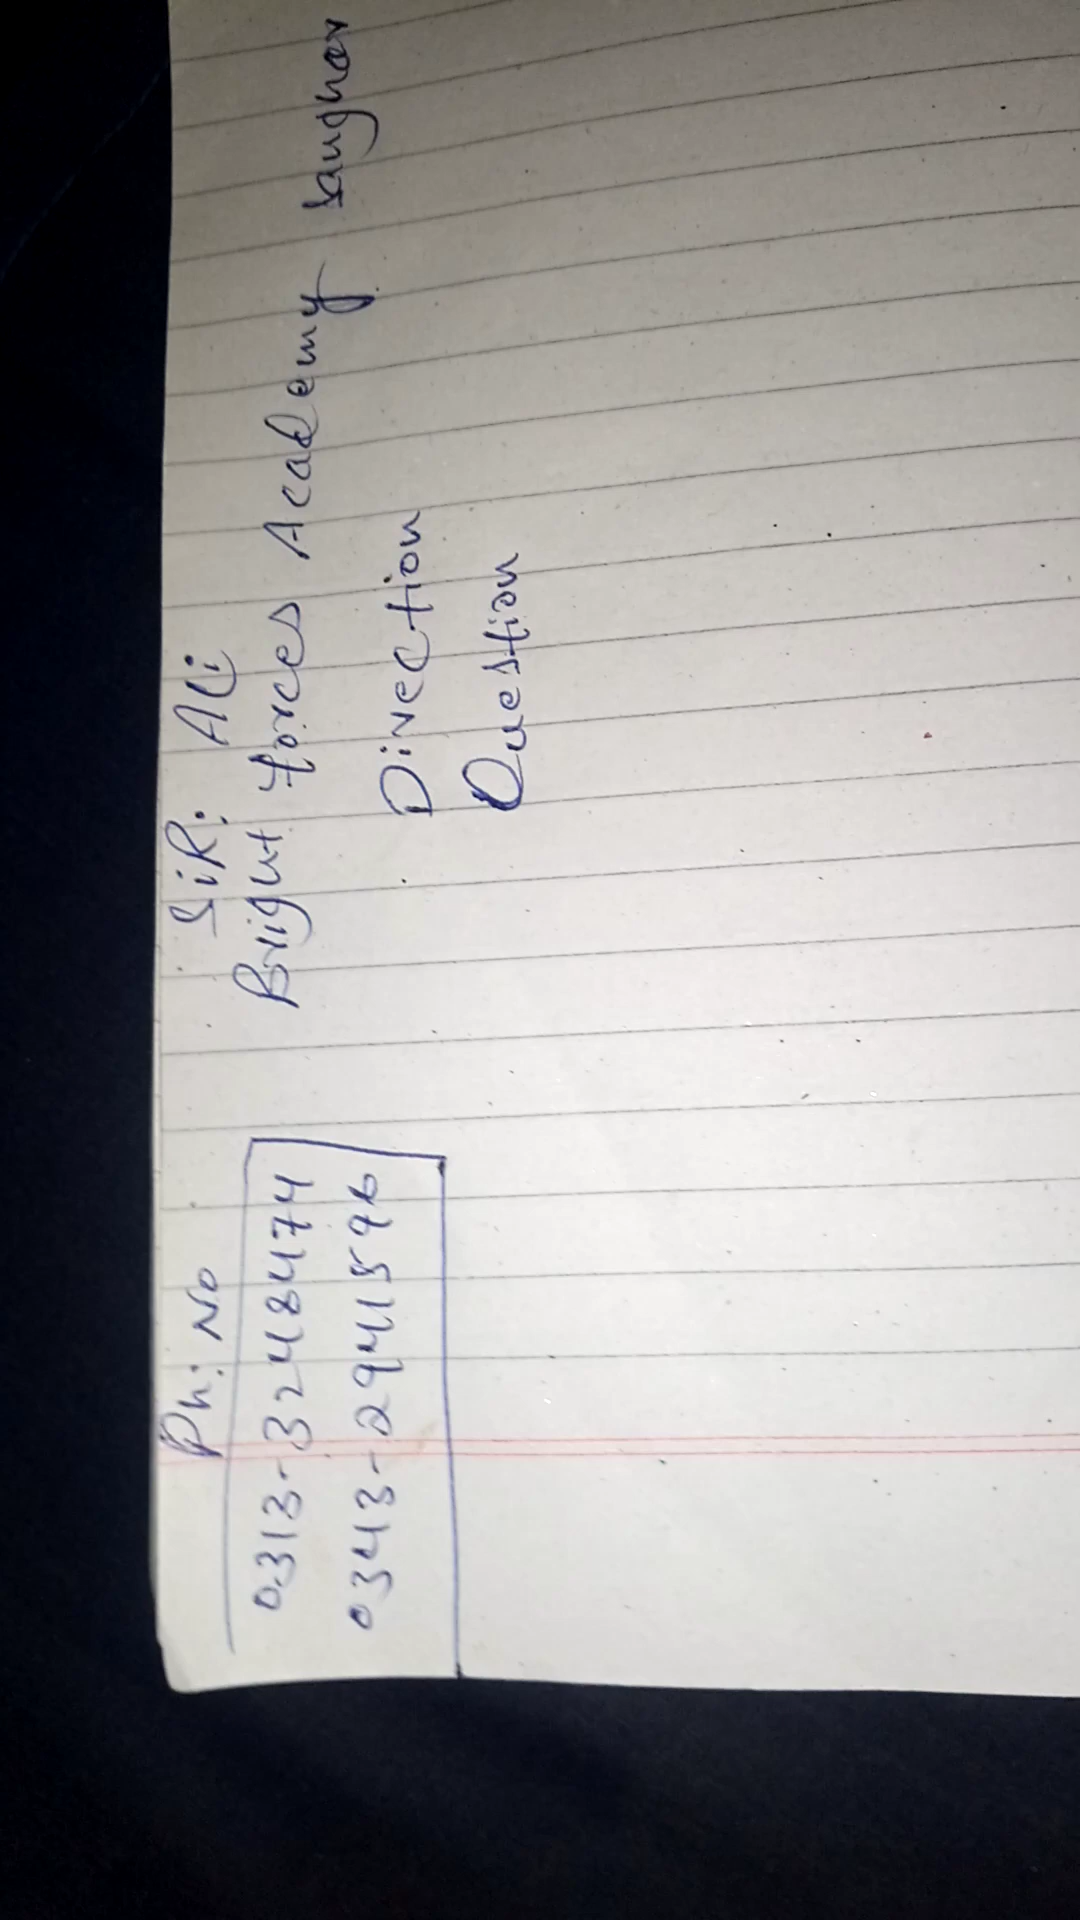 Ph: No
0313-3248474
0343-2941596
SiR: Ali
Bright forces Academy Sanghar
Direction
Question